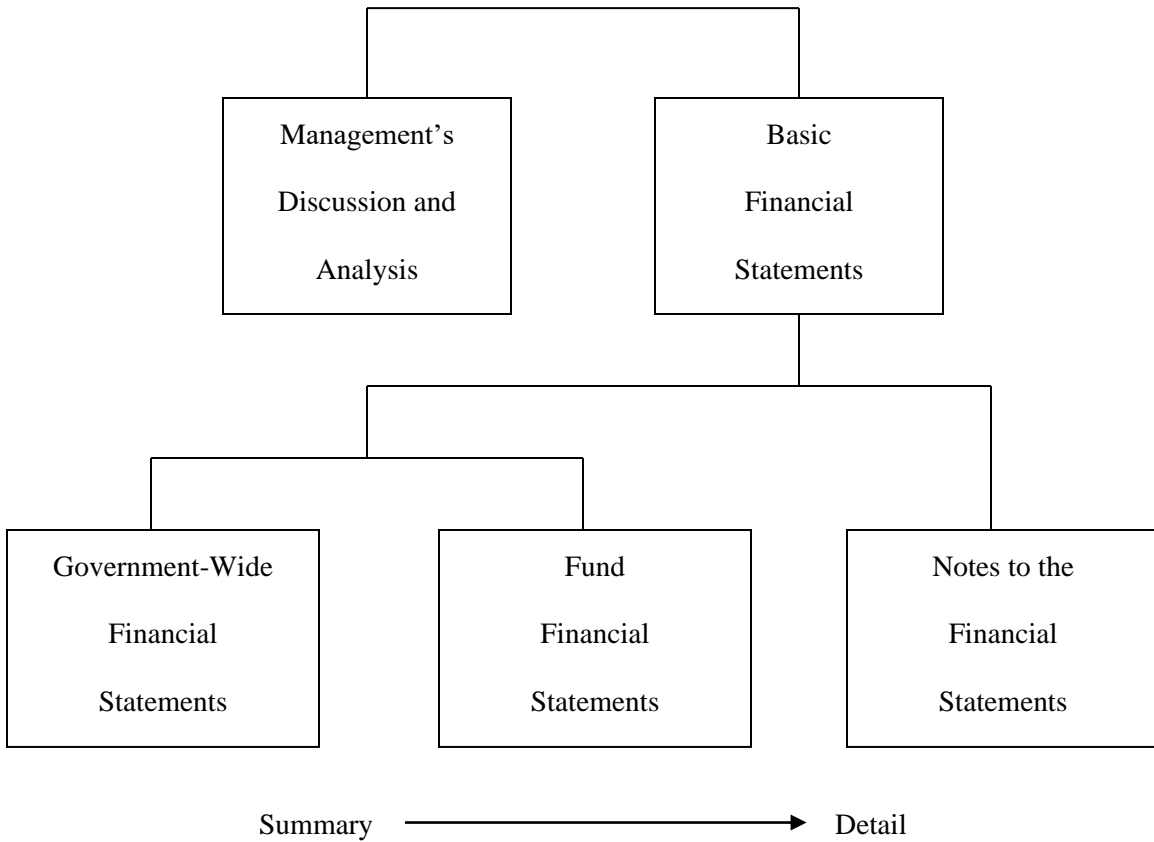 Management’s
Discussion and
Analysis
Basic
Financial
Statements
Government-Wide
Financial
Statements
Fund
Financial
Statements
Notes to the
Financial
Statements
Summary
Detail